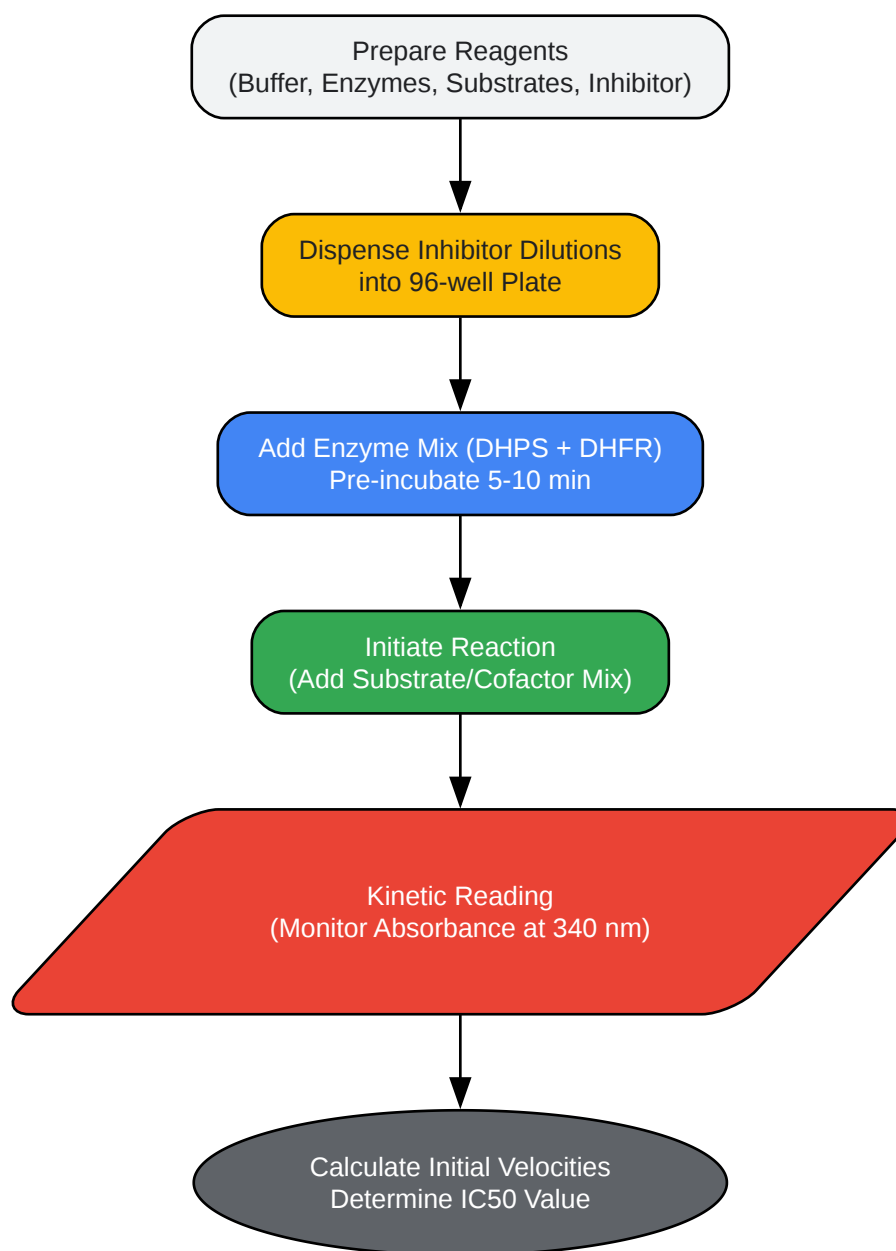 Prepare Reagents
(Buffer, Enzymes, Substrates, Inhibitor)
Dispense Inhibitor Dilutions
into 96-well Plate
Add Enzyme Mix (DHPS + DHFR)
Pre-incubate 5-10 min
Initiate Reaction
(Add Substrate/Cofactor Mix)
Kinetic Reading
(Monitor Absorbance at 340 nm)
Calculate Initial Velocities
Determine IC50 Value